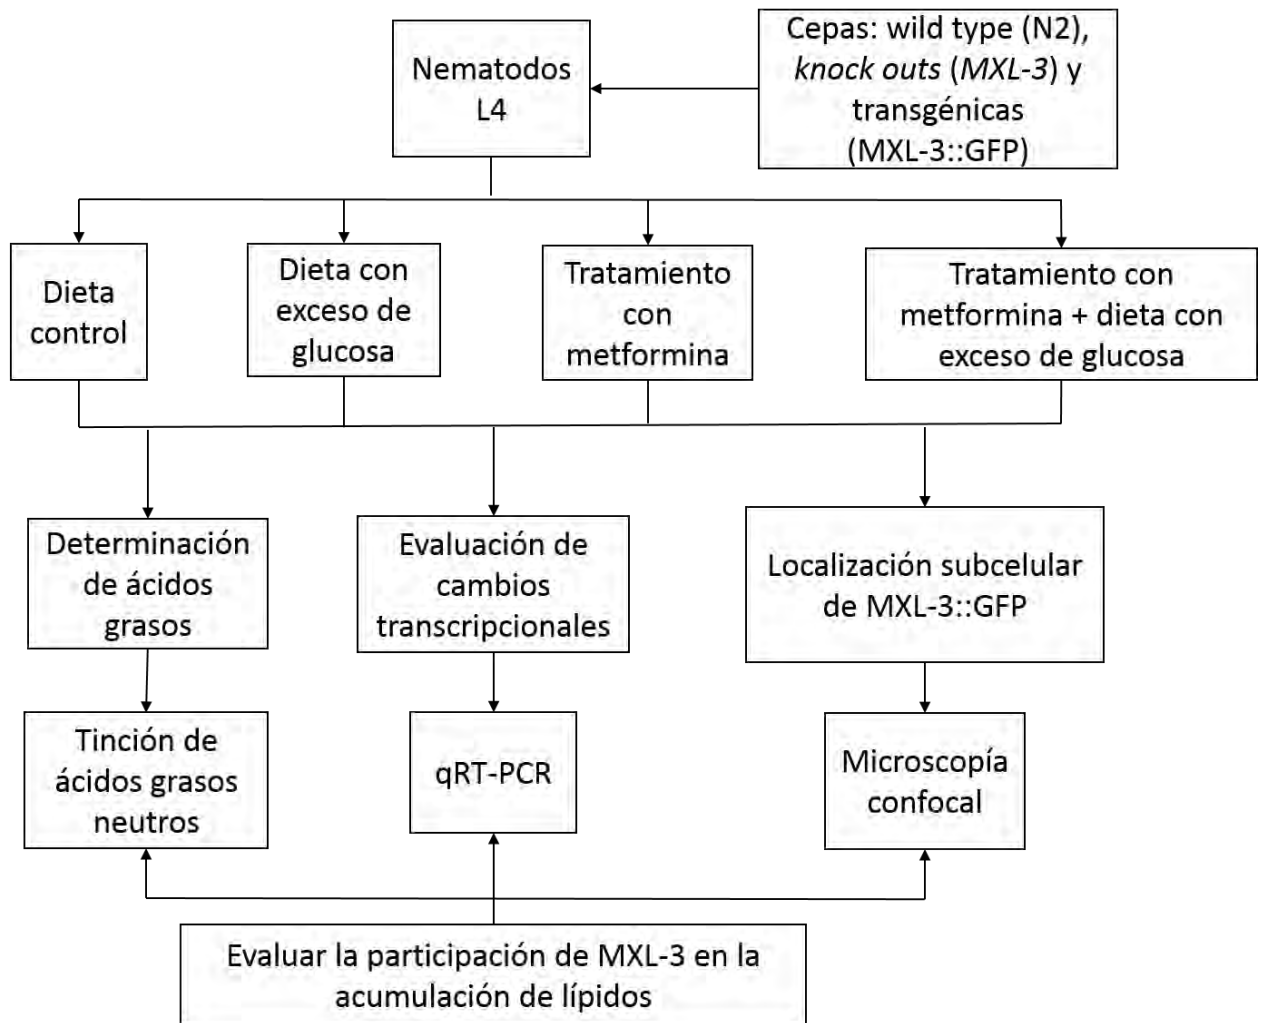 Nematodos
L4
Cepas: wild type (N2),
knock outs (MXL-3) y
transgénicas
(MXL-3::GFP)
Dieta
control
Dieta con
exceso de
glucosa
Tratamiento
con
metformina
Tratamiento con
metformina + dieta con
exceso de glucosa
Determinación
de ácidos
grasos
Evaluación de
cambios
transcripcionales
Localización subcelular
de MXL-3::GFP
Tinción de
ácidos grasos
neutros
qRT-PCR
Microscopía
confocal
Evaluar la participación de MXL-3 en la
acumulación de lípidos